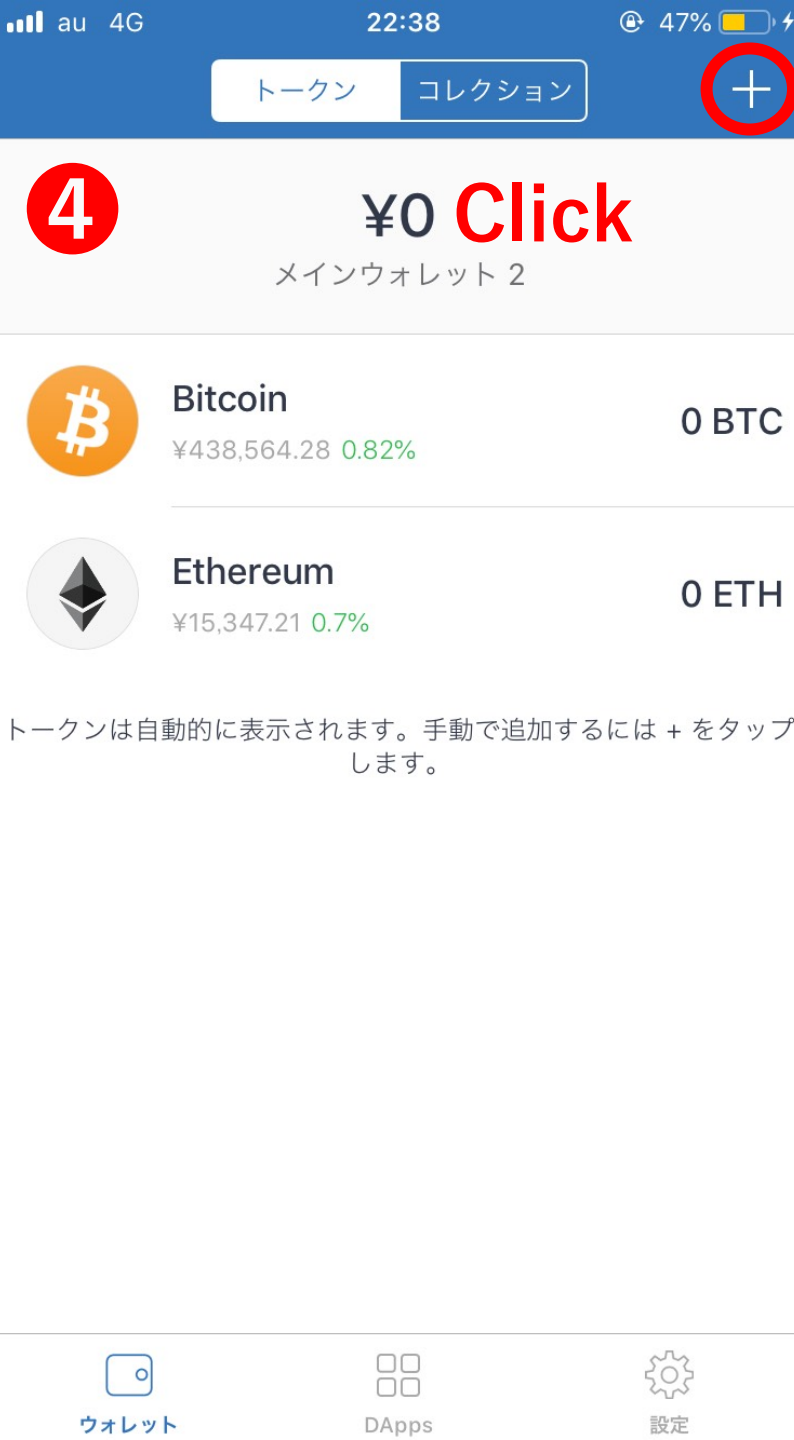 au 4G 22:38 47%
トークン コレクション
4 ¥0 Click
メインウォレット 2
Bitcoin
0 BTC
¥438,564.28 0.82%
Ethereum
0 ETH
¥15,347.21 0.7%
トークンは自動的に表示されます。手動で追加するには + をタップ
します。
ウォレット DApps 設定